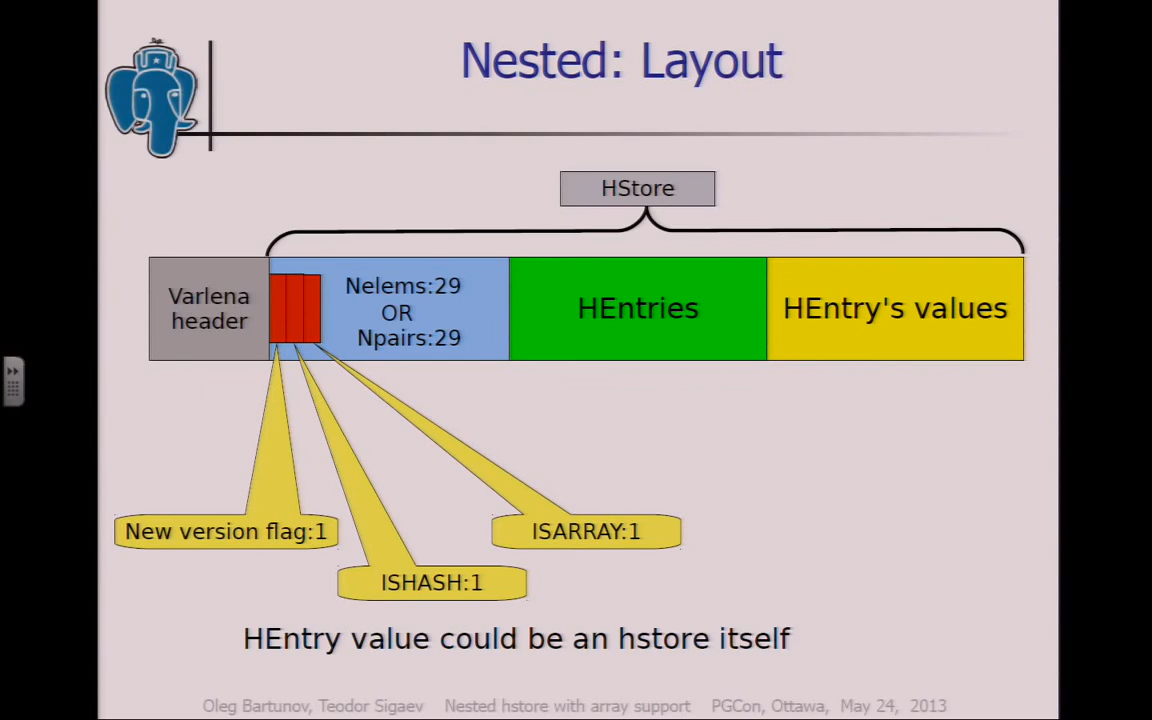 Nested: Layout
HStore
Varlena
header
Nelems:29
OR
Npairs:29
HEntries
HEntry's values
New version flag:1
ISARRAY:1
ISHASH:1
HEntry value could be an hstore itself
Oleg Bartunov, Teodor Sigaev Nested hstore with array support PGCon, Ottawa, May 24, 2013